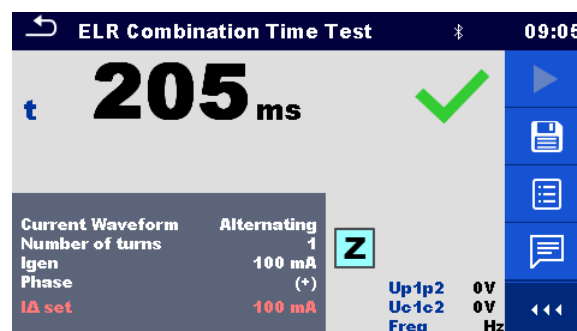 ELR Combination Time Test 09:05
t 205 ms
Current Waveform Alternating
Number of turns 1
Igen 100 mA
Phase (+)
IΔ set 100 mA
Z
Up1p2 0V
Uc1c2 0V
Freq Hz